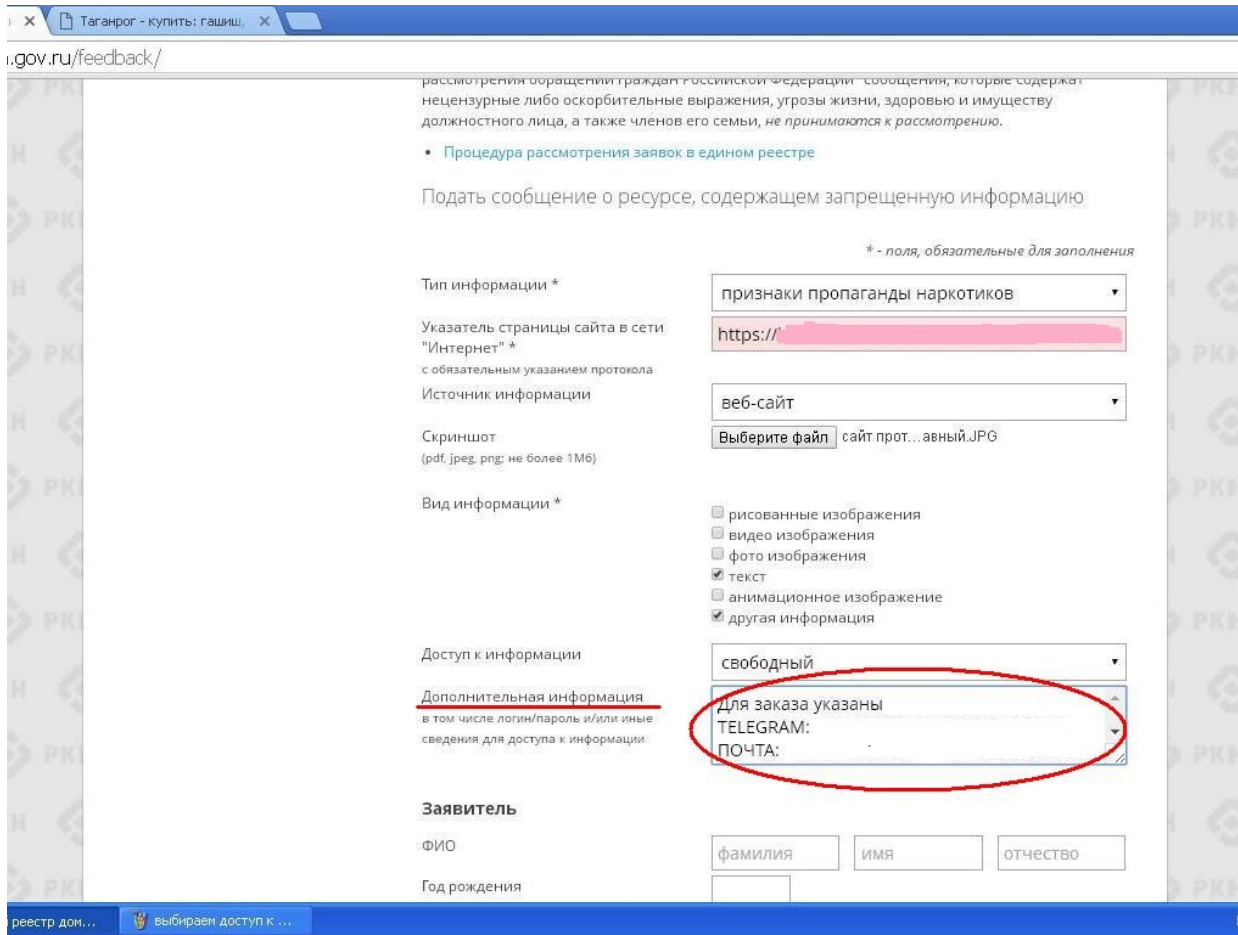 Таганрог - купить: гашиш,
.gov.ru/feedback/
рассмотрения обращений граждан Российской Федерации" сообщения, которые содержат
нецензурные либо оскорбительные выражения, угрозы жизни, здоровью и имуществу
должностного лица, а также членов его семьи, не принимаются к рассмотрению.
• Процедура рассмотрения заявок в едином реестре
Подать сообщение о ресурсе, содержащем запрещенную информацию
* - поля, обязательные для заполнения
Тип информации *
признаки пропаганды наркотиков
Указатель страницы сайта в сети
"Интернет" *
с обязательным указанием протокола
https://
Источник информации
веб-сайт
Скриншот
(pdf, jpeg, png; не более 1Мб)
Выберите файл сайт прот...авный.JPG
Вид информации *
рисованные изображения
видео изображения
фото изображения
текст
анимационное изображение
другая информация
Доступ к информации
свободный
Дополнительная информация
в том числе логин/пароль и/или иные
сведения для доступа к информации
Для заказа указаны
TELEGRAM:
ПОЧТА:
Заявитель
ФИО
фамилия
имя
отчество
Год рождения
реестр дом...
выбираем доступ к ...